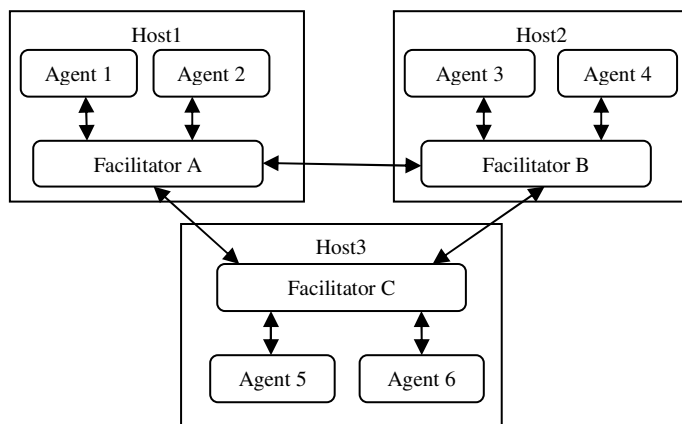 Host1
Agent 1
Agent 2
Facilitator A
Host2
Agent 3
Agent 4
Facilitator B
Host3
Facilitator C
Agent 5
Agent 6